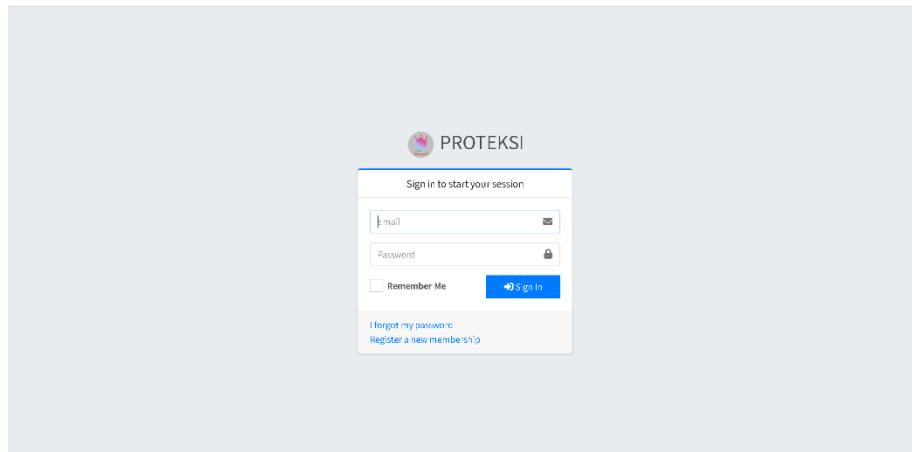 PROTEKSI
Sign in to start your session
Email
Password
Remember Me
Sign In
I forgot my password
Register a new membership